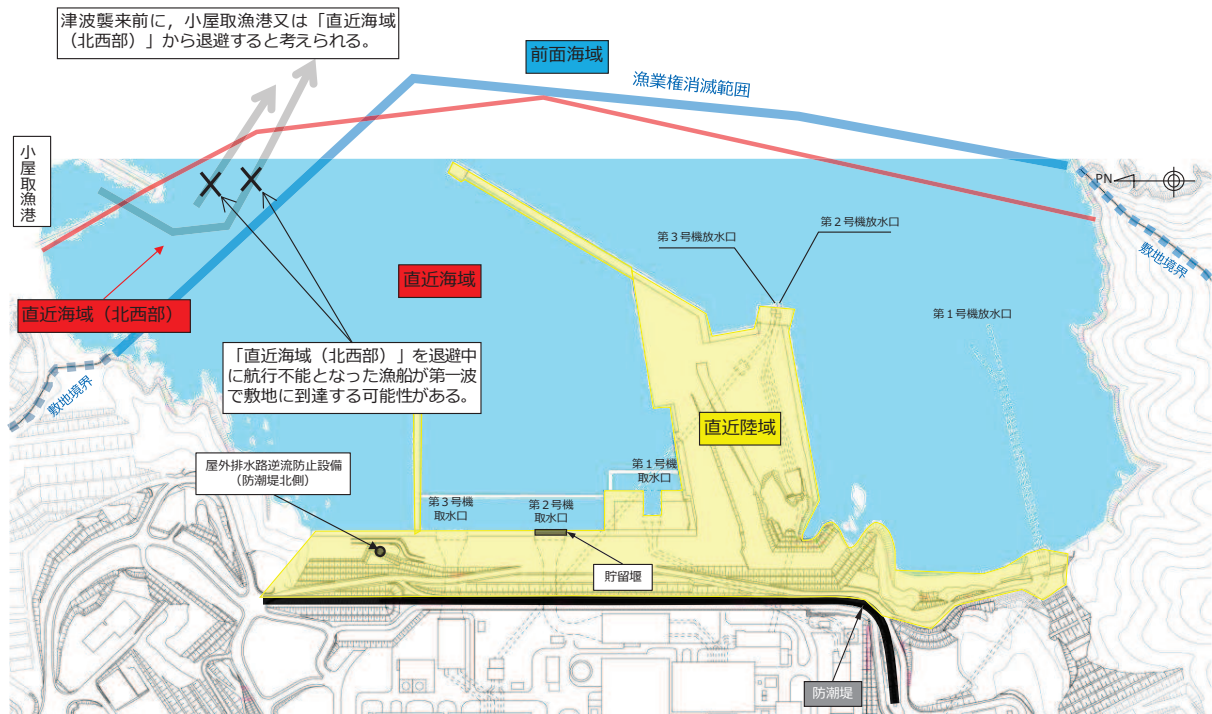 津波襲来前に，小屋取漁港又は「直近海域
（北西部）」から退避すると考えられる。
前面海域
漁業権消滅範囲
小屋取漁港
PN
敷地境界
第３号機放水口
第２号機放水口
第１号機放水口
直近海域
直近海域（北西部）
「直近海域（北西部）」を退避中
に航行不能となった漁船が第一波
で敷地に到達する可能性がある。
敷地境界
直近陸域
屋外排水路逆流防止設備
（防潮堤北側）
第３号機
取水口
第２号機
取水口
第１号機
取水口
貯留堰
防潮堤